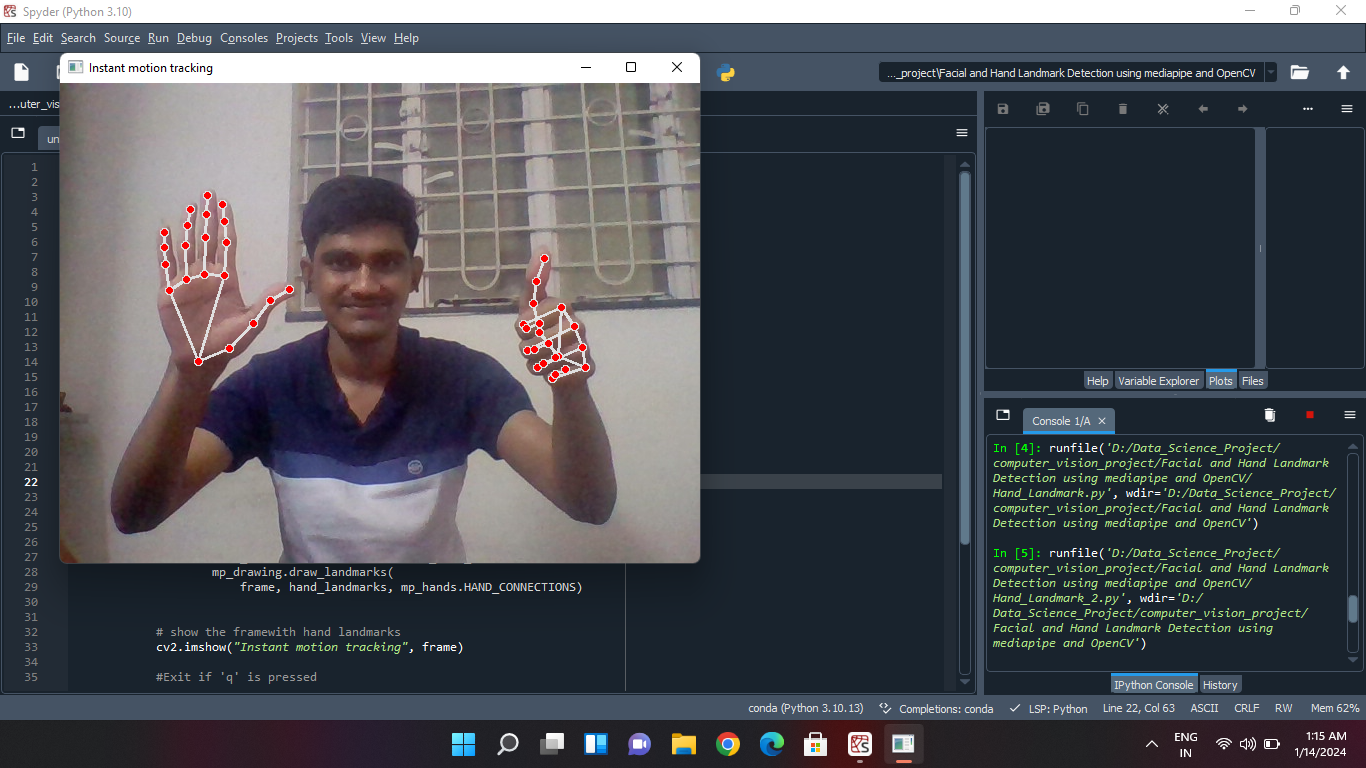 Spyder (Python 3.10)
File Edit Search Source Run Debug Consoles Projects Tools View Help
Instant motion tracking
..._project\Facial and Hand Landmark Detection using mediapipe and OpenCV
...uter_vis
un
1
2
3
4
5
6
7
8
9
10
11
12
13
14
15
16
17
18
19
20
21
22
23
24
25
26
27
28 mp_drawing.draw_landmarks(
29 frame, hand_landmarks, mp_hands.HAND_CONNECTIONS)
30
31
32 # show the framewith hand landmarks
33 cv2.imshow("Instant motion tracking", frame)
34
35 #Exit if 'q' is pressed
Help Variable Explorer Plots Files
Console 1/A
In [4]: runfile('D:/Data_Science_Project/
computer_vision_project/Facial and Hand Landmark
Detection using mediapipe and OpenCV/
Hand_Landmark.py', wdir='D:/Data_Science_Project/
computer_vision_project/Facial and Hand Landmark
Detection using mediapipe and OpenCV')
In [5]: runfile('D:/Data_Science_Project/
computer_vision_project/Facial and Hand Landmark
Detection using mediapipe and OpenCV/
Hand_Landmark_2.py', wdir='D:/
Data_Science_Project/computer_vision_project/
Facial and Hand Landmark Detection using
mediapipe and OpenCV')
IPython Console History
conda (Python 3.10.13) Completions: conda LSP: Python Line 22, Col 63 ASCII CRLF RW Mem 62%
ENG
IN
1:15 AM
1/14/2024